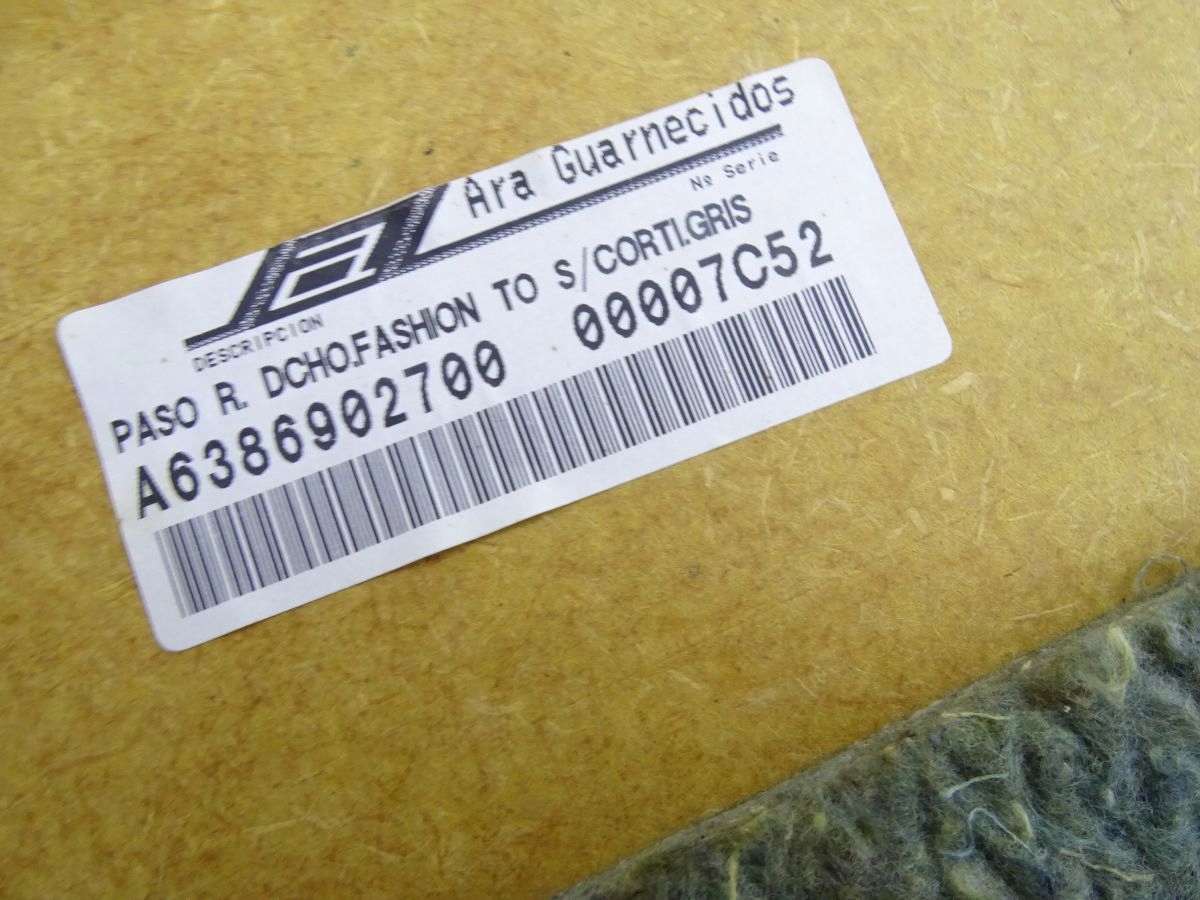 Ara Guarnecidos
Nº Serie
DESCRIPCION
PASO R. DCHO.FASHION TO S/CORTI.GRIS
A6386902700 00007C52